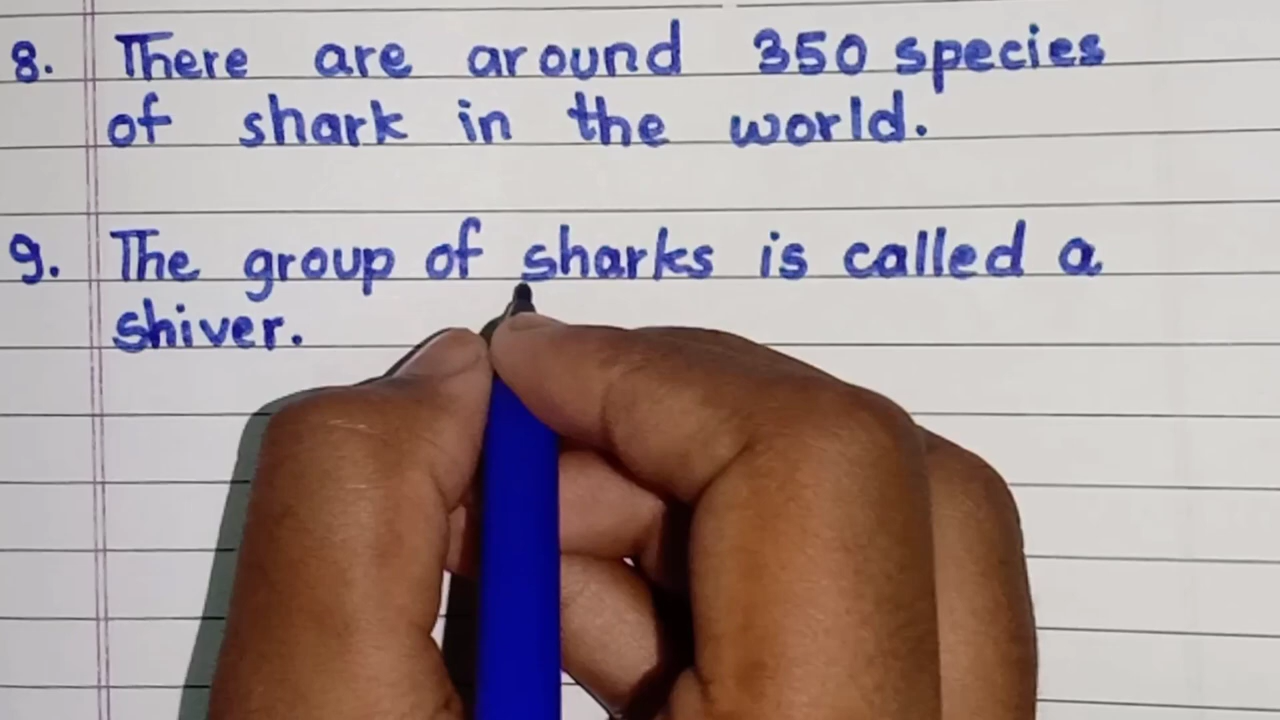 8. There are around 350 species
of shark in the world.
9. The group of sharks is called a
shiver.